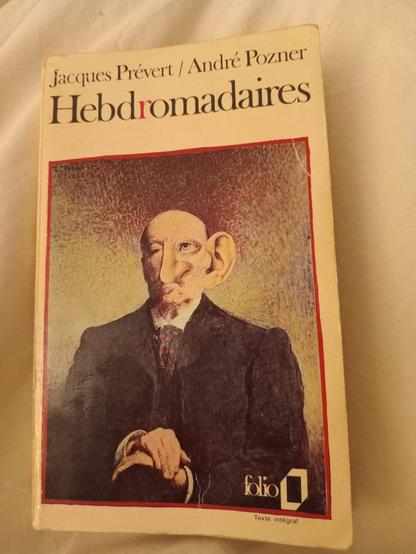 Jacques Prévert / André Pozner
Hebdromadaires
folio
Texte intégral